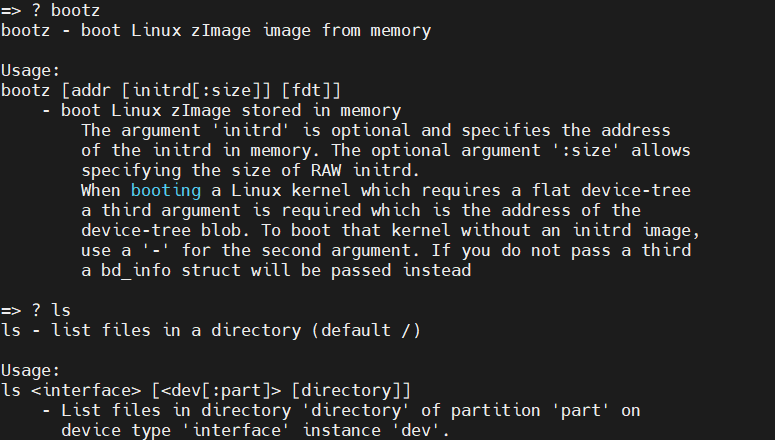 => ? bootz
bootz - boot Linux zImage image from memory

Usage:
bootz [addr [initrd[:size]] [fdt]]
    - boot Linux zImage stored in memory
        The argument 'initrd' is optional and specifies the address
        of the initrd in memory. The optional argument ':size' allows
        specifying the size of RAW initrd.
        When booting a Linux kernel which requires a flat device-tree
        a third argument is required which is the address of the
        device-tree blob. To boot that kernel without an initrd image,
        use a '-' for the second argument. If you do not pass a third
        a bd_info struct will be passed instead

=> ? ls
ls - list files in a directory (default /)

Usage:
ls <interface> [<dev[:part]> [directory]]
    - List files in directory 'directory' of partition 'part' on
      device type 'interface' instance 'dev'.